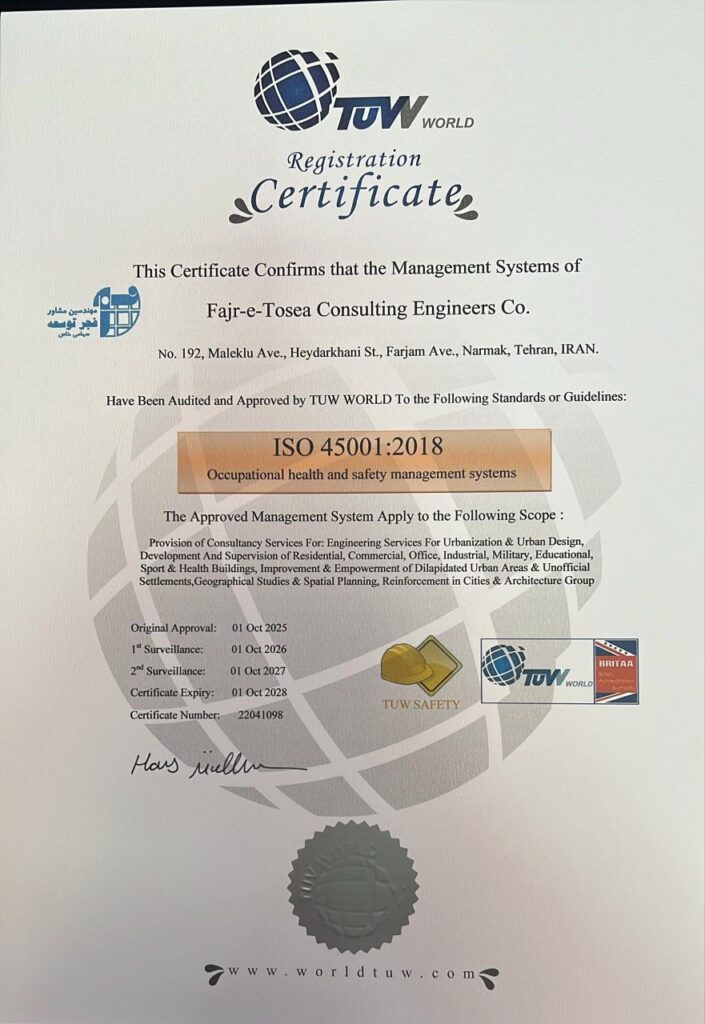 TUW WORLD
Registration
Certificate
This Certificate Confirms that the Management Systems of
مهندسین مشاور
فجر توسعه
سهامی خاص
Fajr-e-Tosea Consulting Engineers Co.
No. 192, Maleklu Ave., Heydarkhani St., Farjam Ave., Narmak, Tehran, IRAN.
Have Been Audited and Approved by TUW WORLD To the Following Standards or Guidelines:
ISO 45001:2018
Occupational health and safety management systems
The Approved Management System Apply to the Following Scope :
Provision of Consultancy Services For: Engineering Services For Urbanization & Urban Design,
Development And Supervision of Residential, Commercial, Office, Industrial, Military, Educational,
Sport & Health Buildings, Improvement & Empowerment of Dilapidated Urban Areas & Unofficial
Settlements,Geographical Studies & Spatial Planning, Reinforcement in Cities & Architecture Group
Original Approval: 01 Oct 2025
1st Surveillance: 01 Oct 2026
2nd Surveillance: 01 Oct 2027
Certificate Expiry: 01 Oct 2028
Certificate Number: 22041098
TUW SAFETY
TUW WORLD
BRITAA
British
Accreditation
Authority
TUW WORLD
www.worldtuw.com